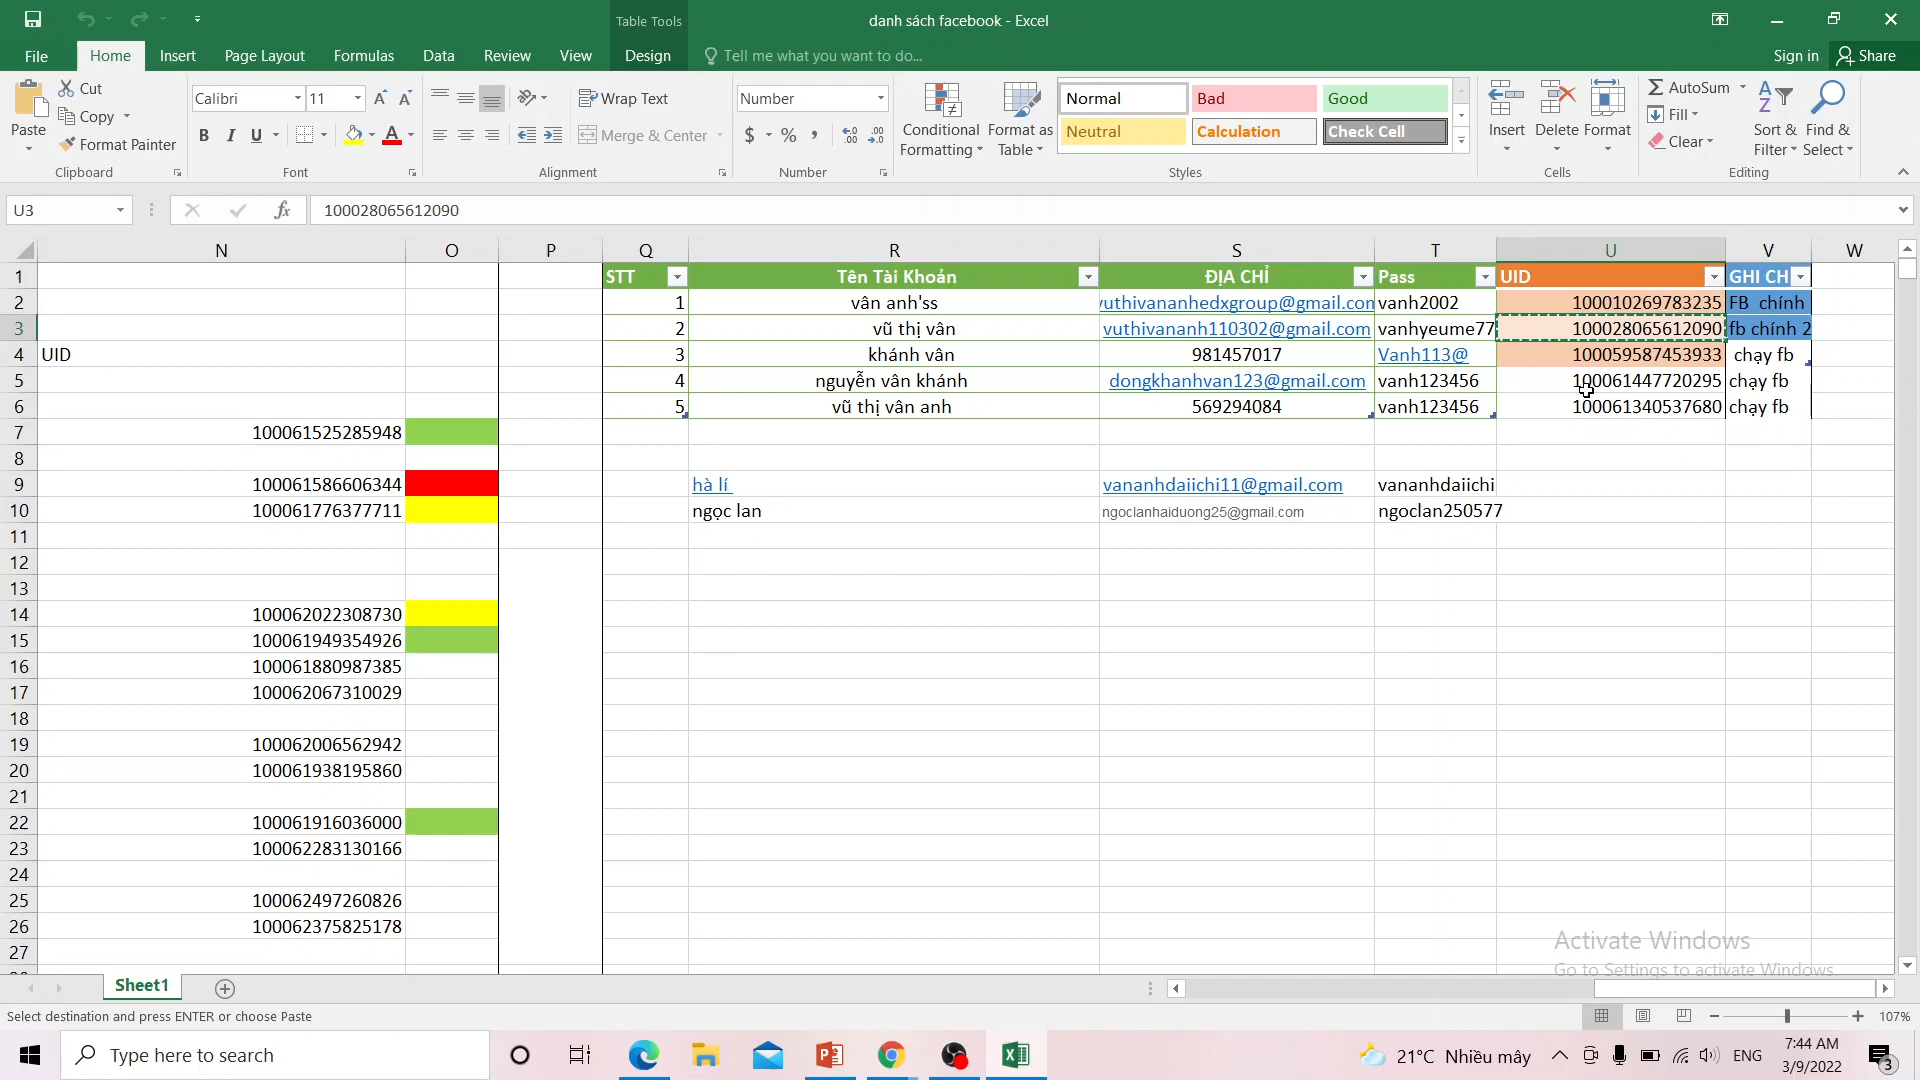 Table Tools
danh sách facebook - Excel
File Home Insert Page Layout Formulas Data Review View Design Tell me what you want to do... Sign in Share
Paste Cut
Copy
Format Painter
Clipboard
Calibri 11
B I U A
Font
Wrap Text
Merge & Center
Alignment
Number
$ % ,
Number
Conditional Formatting
Format as Table
Normal Bad Good
Neutral Calculation Check Cell
Styles
Insert Delete Format
Cells
AutoSum
Fill
Clear
Sort & Filter
Find & Select
Editing
U3 fx 100028065612090
N O P Q R S T U V W
1 STT Tên Tài Khoản ĐỊA CHỈ Pass UID GHI CH
2 1 vân anh'ss vuthivananhedxgroup@gmail.con vanh2002 100010269783235 FB chính
3 2 vũ thị vân vuthivananh110302@gmail.com vanhyeume77 100028065612090 fb chính 2
4 UID 3 khánh vân 981457017 Vanh113@ 100059587453933 chạy fb
5 4 nguyễn vân khánh dongkhanhvan123@gmail.com vanh123456 100061447720295 chạy fb
6 5 vũ thị vân anh 569294084 vanh123456 100061340537680 chạy fb
7 100061525285948
8
9 100061586606344 hà lí vananhdaiichi11@gmail.com vananhdaiichi
10 100061776377711 ngọc lan ngoclanhaiduong25@gmail.com ngoclan250577
11
12
13
14 100062022308730
15 100061949354926
16 100061880987385
17 100062067310029
18
19 100062006562942
20 100061938195860
21
22 100061916036000
23 100062283130166
24
25 100062497260826
26 100062375825178
27
Activate Windows
Go to Settings to activate Windows.
Sheet1
Select destination and press ENTER or choose Paste 107%
Type here to search 21°C Nhiều mây ENG 7:44 AM
3/9/2022 3